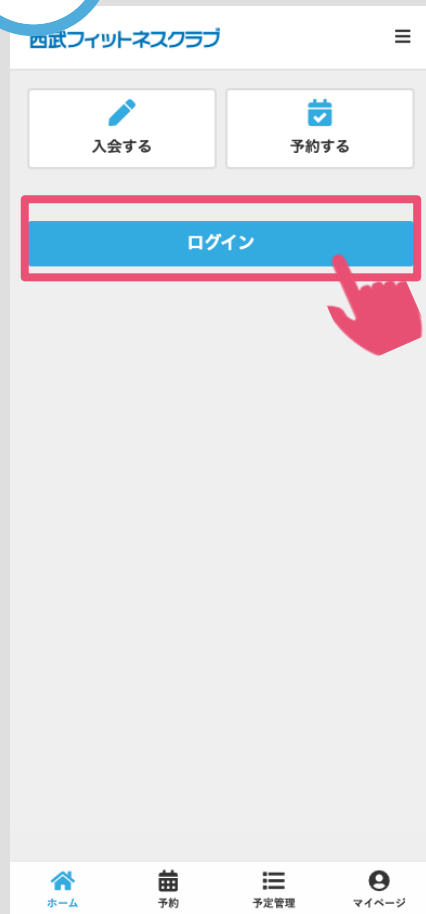 西武フィットネスクラブ
入会する
予約する
ログイン
ホーム
予約
予定管理
マイページ